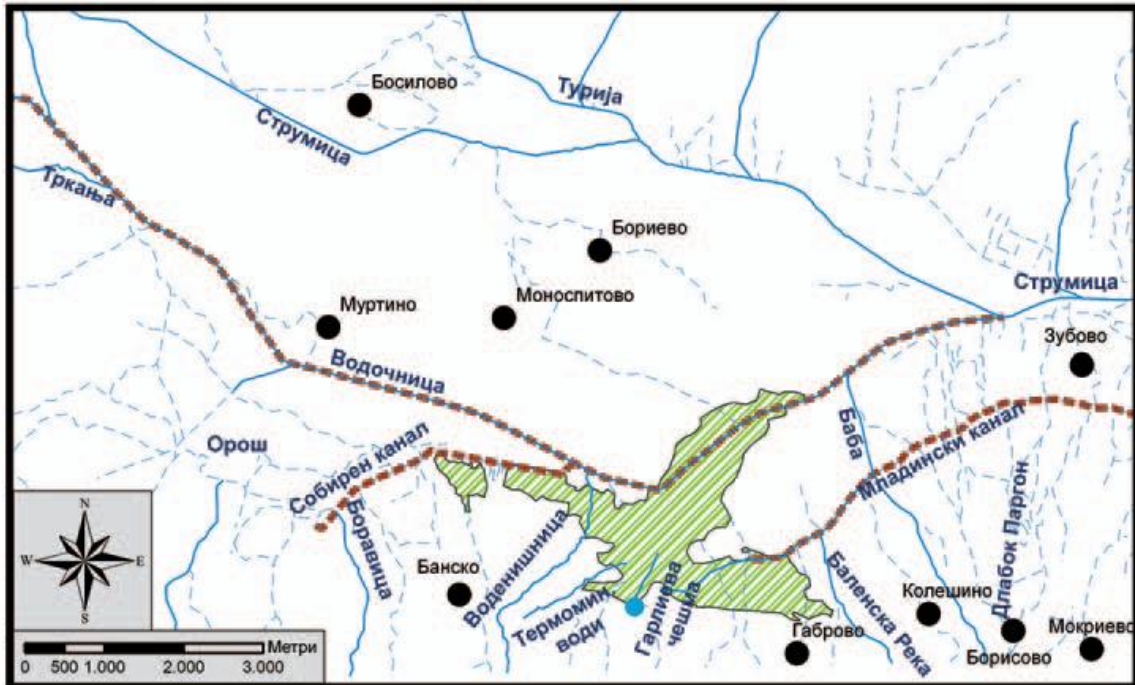 Босилово
Турија
Струмица
Тркања
Бориево
Моноспитово
Струмица
Муртино
Зубово
Водочница
Баба
Младински канал
Орош
Собирен канал
Боравица
Банско
Воденишница
Термомин
води
Гарлиева
чешма
Габрово
Баленска Река
Колешино
Длабок Паргон
Борисово
Мокриево
N
W E
S
Метри
0 500 1.000 2.000 3.000